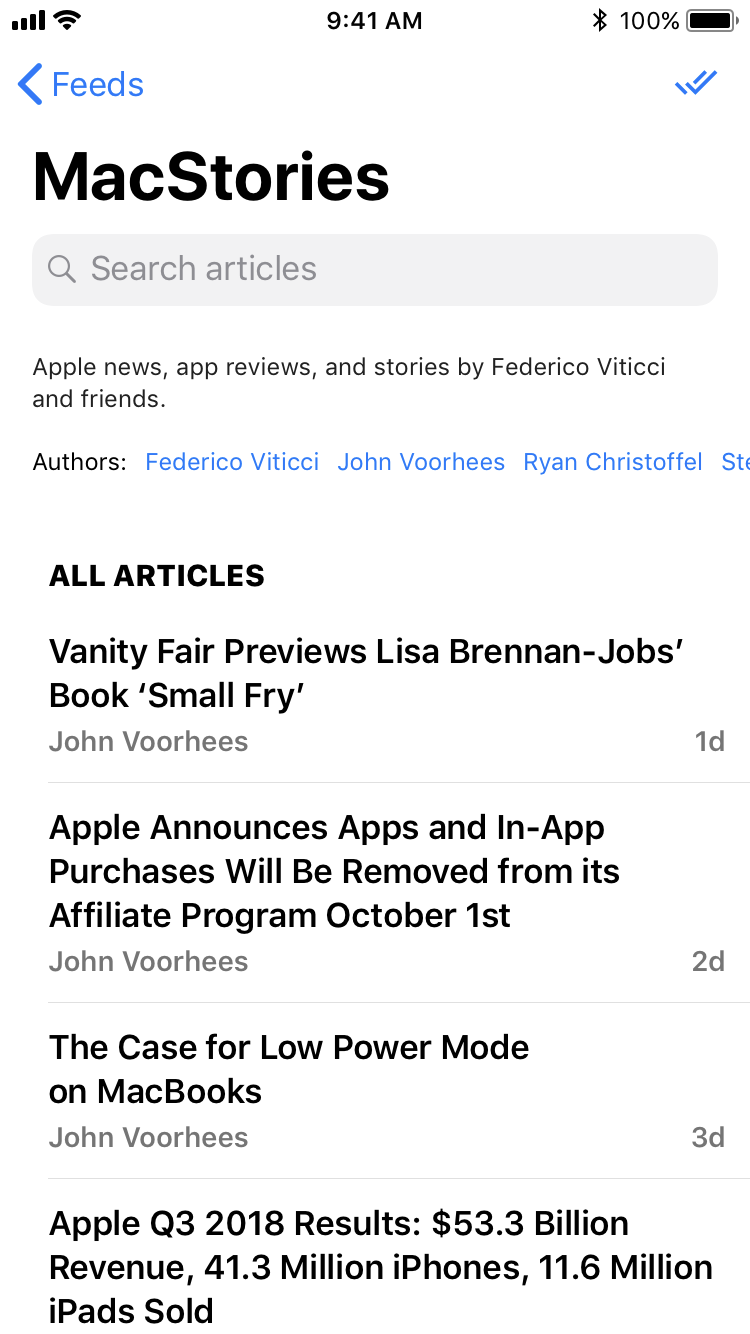 9:41 AM
100%
Feeds
MacStories
Search articles
Apple news, app reviews, and stories by Federico Viticci
and friends.
Authors: Federico Viticci John Voorhees Ryan Christoffel Ste
ALL ARTICLES
Vanity Fair Previews Lisa Brennan-Jobs’
Book ‘Small Fry’
John Voorhees 1d
Apple Announces Apps and In-App
Purchases Will Be Removed from its
Affiliate Program October 1st
John Voorhees 2d
The Case for Low Power Mode
on MacBooks
John Voorhees 3d
Apple Q3 2018 Results: $53.3 Billion
Revenue, 41.3 Million iPhones, 11.6 Million
iPads Sold